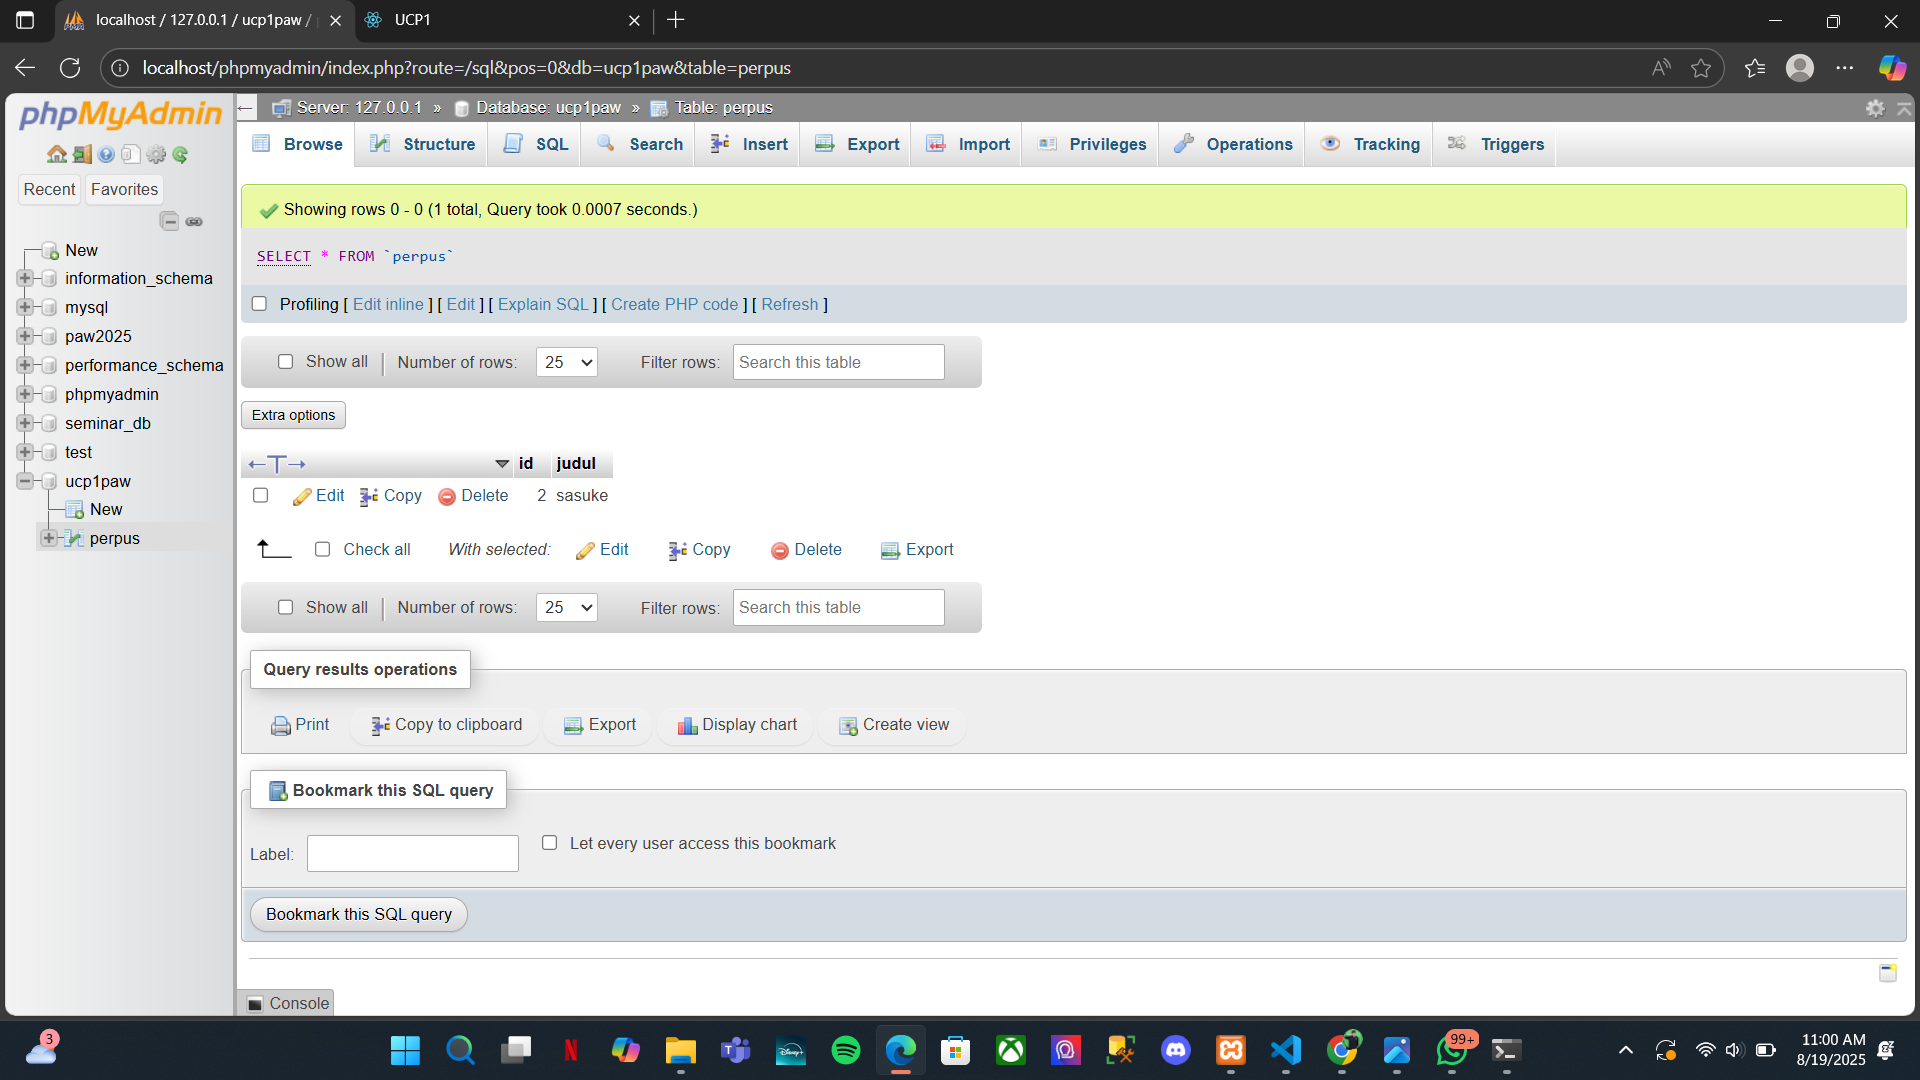 localhost / 127.0.0.1 / ucp1paw / 
UCP1
localhost/phpmyadmin/index.php?route=/sql&pos=0&db=ucp1paw&table=perpus
phpMyAdmin
Server: 127.0.0.1 » Database: ucp1paw » Table: perpus
Browse Structure SQL Search Insert Export Import Privileges Operations Tracking Triggers
Recent Favorites
New
information_schema
mysql
paw2025
performance_schema
phpmyadmin
seminar_db
test
ucp1paw
New
perpus
Showing rows 0 - 0 (1 total, Query took 0.0007 seconds.)
SELECT * FROM `perpus`
Profiling [ Edit inline ] [ Edit ] [ Explain SQL ] [ Create PHP code ] [ Refresh ]
Show all Number of rows: 25 Filter rows: Search this table
Extra options
←T→ id judul
Edit Copy Delete 2 sasuke
Check all With selected: Edit Copy Delete Export
Show all Number of rows: 25 Filter rows: Search this table
Query results operations
Print Copy to clipboard Export Display chart Create view
Bookmark this SQL query
Label: Let every user access this bookmark
Bookmark this SQL query
Console
3
99+
11:00 AM
8/19/2025